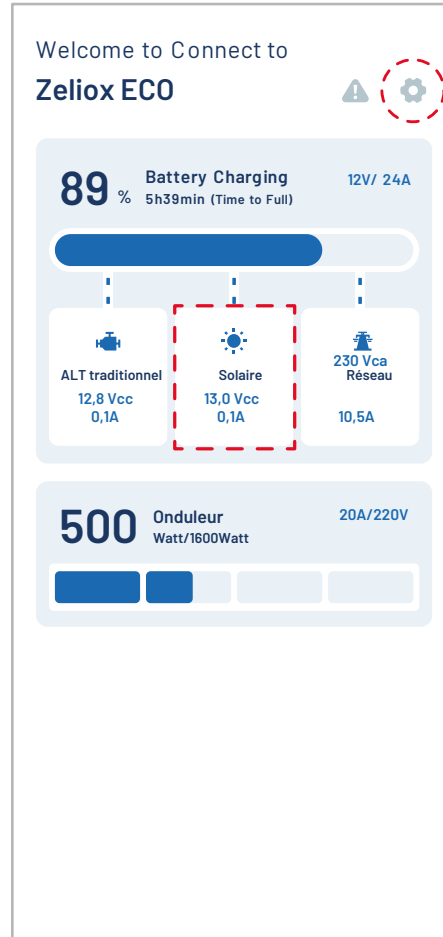 Welcome to Connect to
Zeliox ECO
89 %
Battery Charging
5h39min (Time to Full)
12V/ 24A
ALT traditionnel
12,8 Vcc
0,1A
Solaire
13,0 Vcc
0,1A
230 Vca
Réseau
10,5A
500
Onduleur
Watt/1600Watt
20A/220V